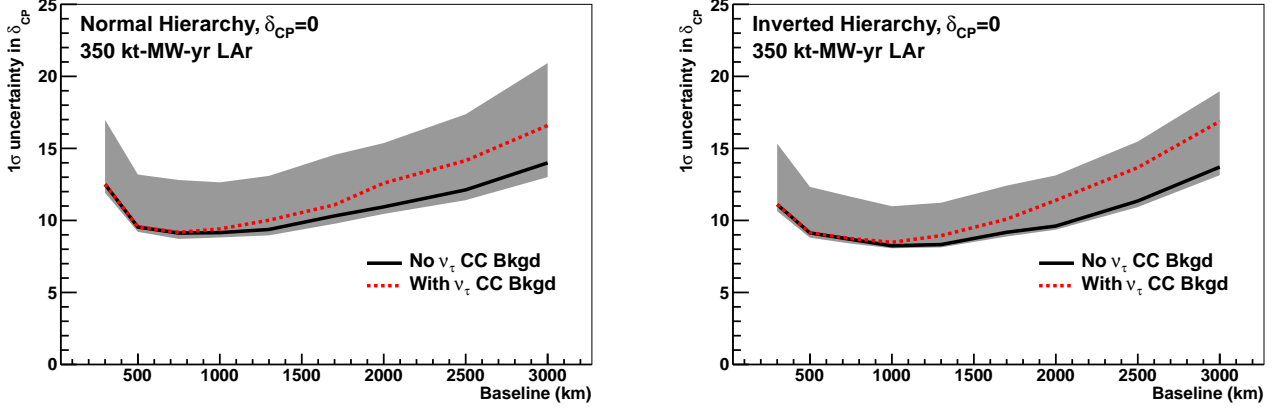 Normal Hierarchy, δCP=0
350 kt-MW-yr LAr
1σ uncertainty in δCP
25
20
15
10
5
0
No ντ CC Bkgd
With ντ CC Bkgd
500 1000 1500 2000 2500 3000
Baseline (km)
Inverted Hierarchy, δCP=0
350 kt-MW-yr LAr
1σ uncertainty in δCP
25
20
15
10
5
0
No ντ CC Bkgd
With ντ CC Bkgd
500 1000 1500 2000 2500 3000
Baseline (km)